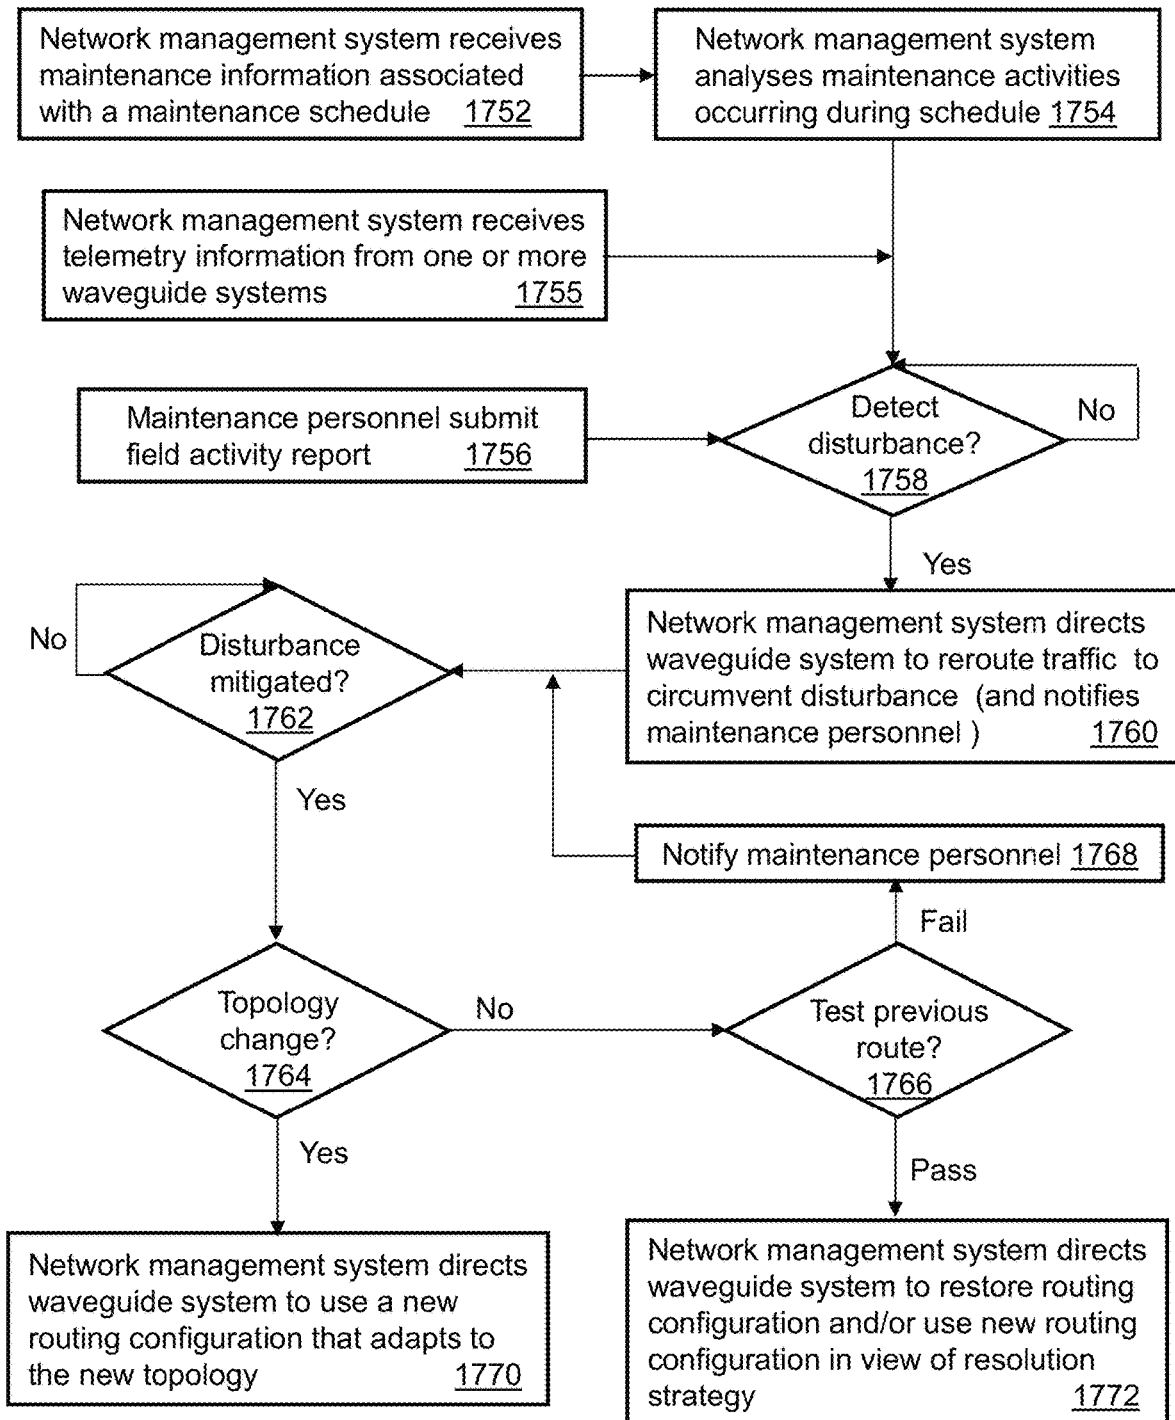 Network management system receives
maintenance information associated
with a maintenance schedule 1752
Network management system
analyses maintenance activities
occurring during schedule 1754
Network management system receives
telemetry information from one or more
waveguide systems 1755
Maintenance personnel submit
field activity report 1756
Detect
disturbance?
1758
No
Yes
Network management system directs
waveguide system to reroute traffic to
circumvent disturbance (and notifies
maintenance personnel ) 1760
Disturbance
mitigated?
1762
No
Yes
Notify maintenance personnel 1768
Fail
Topology
change?
1764
No
Test previous
route?
1766
Yes
Pass
Network management system directs
waveguide system to use a new
routing configuration that adapts to
the new topology 1770
Network management system directs
waveguide system to restore routing
configuration and/or use new routing
configuration in view of resolution
strategy 1772